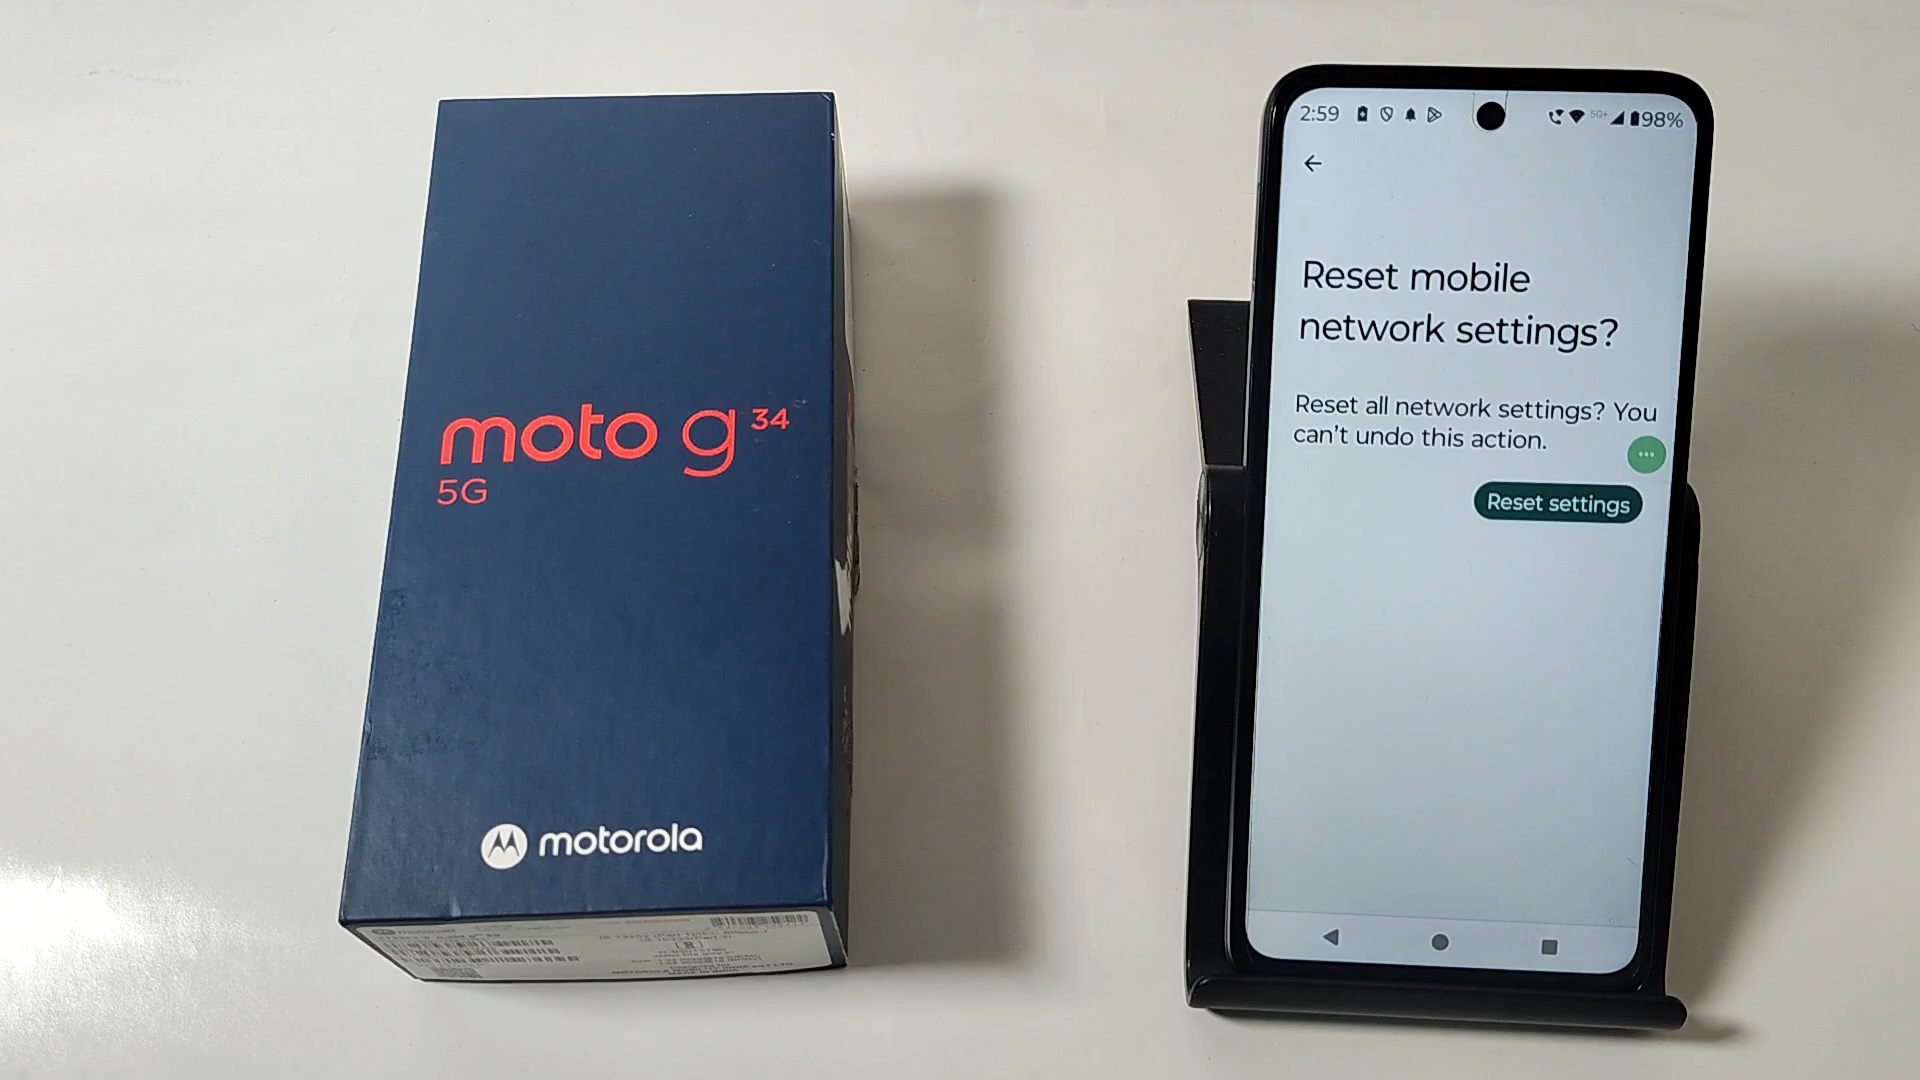 moto g 34
5G
motorola
2:59
5G+
98%
Reset mobile
network settings?
Reset all network settings? You
can't undo this action.
Reset settings